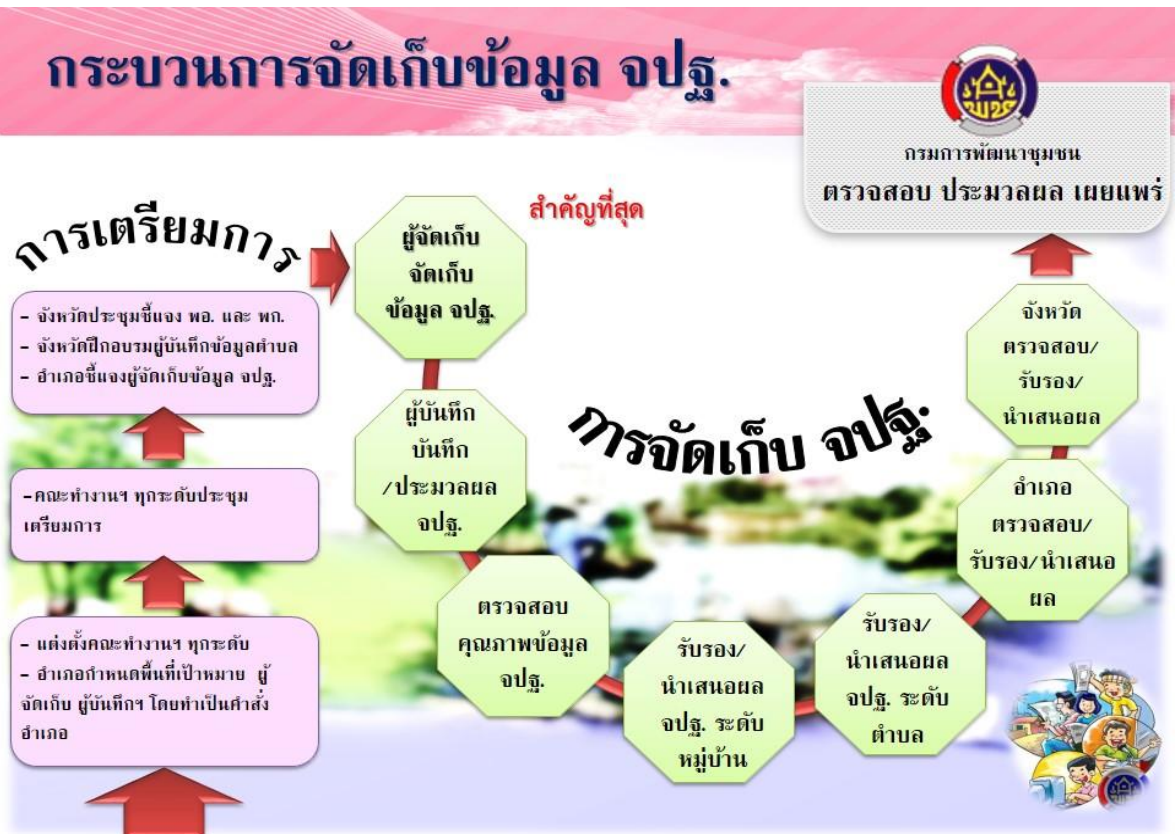 กระบวนการจัดเก็บข้อมูล จปฐ.
พช
กรมการพัฒนาชุมชน
ตรวจสอบ ประมวลผล เผยแพร่
การเตรียมการ
- จังหวัดประชุมชี้แจง พอ. และ พก.
- จังหวัดฝึกอบรมผู้บันทึกข้อมูลตำบล
- อำเภอชี้แจงผู้จัดเก็บข้อมูล จปฐ.
-คณะทำงานฯ ทุกระดับประชุม
เตรียมการ
- แต่งตั้งคณะทำงานฯ ทุกระดับ
- อำเภอกำหนดพื้นที่เป้าหมาย ผู้
จัดเก็บ ผู้บันทึกฯ โดยทำเป็นคำสั่ง
อำเภอ
สำคัญที่สุด
ผู้จัดเก็บ
จัดเก็บ
ข้อมูล จปฐ.
ผู้บันทึก
บันทึก
/ประมวลผล
จปฐ.
การจัดเก็บ จปฐ.
ตรวจสอบ
คุณภาพข้อมูล
จปฐ.
รับรอง/
นำเสนอผล
จปฐ. ระดับ
หมู่บ้าน
รับรอง/
นำเสนอผล
จปฐ. ระดับ
ตำบล
อำเภอ
ตรวจสอบ/
รับรอง/นำเสนอ
ผล
จังหวัด
ตรวจสอบ/
รับรอง/
นำเสนอผล